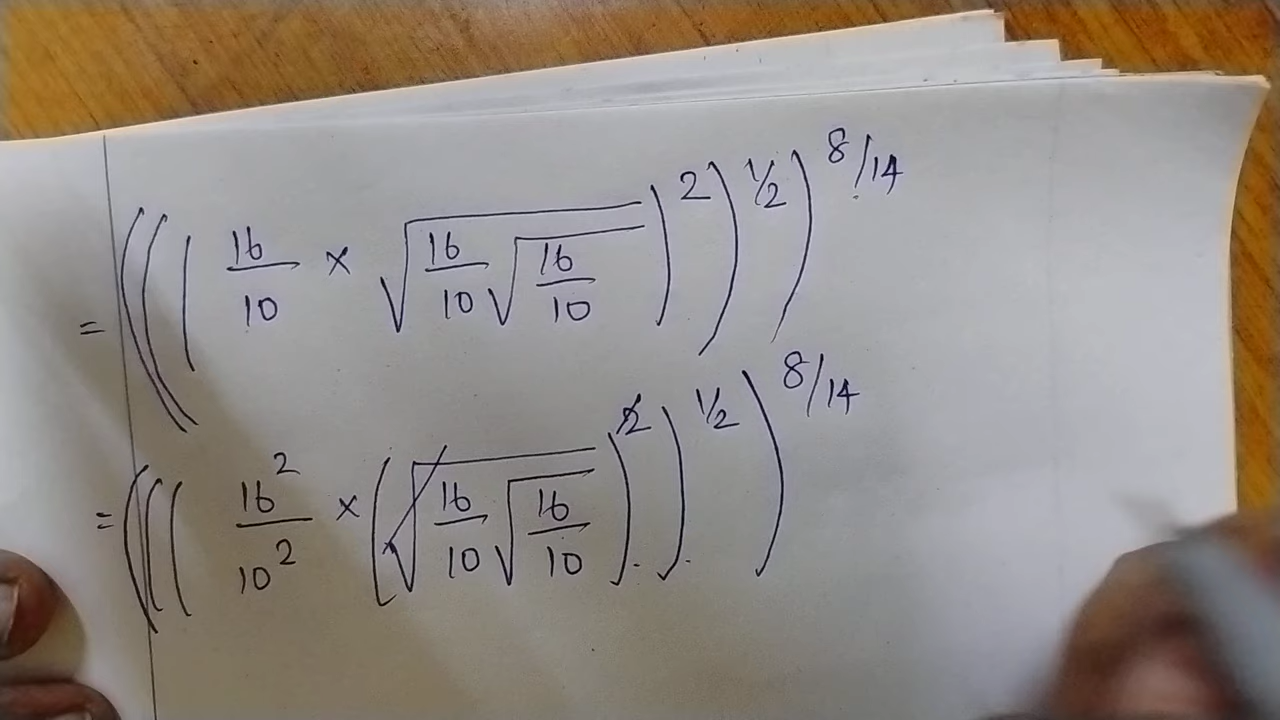 = (((16/10 × √(16/10 √(16/10)))^2)^1/2)^8/14
= (((16^2/10^2 × (√(16/10 √(16/10)))^2)^1/2)^8/14